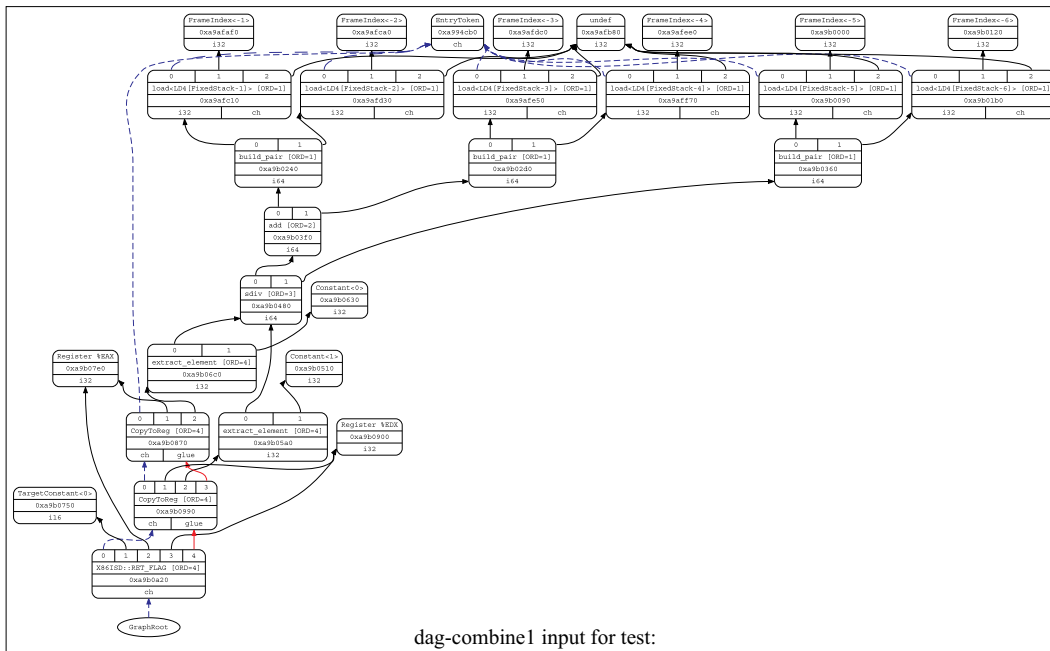 FrameIndex<-1> FrameIndex<-2> EntryToken FrameIndex<-3> undef FrameIndex<-4> FrameIndex<-5> FrameIndex<-6>
0xa9afaf0 0xa9afca0 0xa994cb0 0xa9afdc0 0xa9afb80 0xa9afee0 0xa9b0000 0xa9b0120
i32 i32 ch i32 i32 i32 i32 i32
0 1 2 0 1 2 0 1 2 0 1 2 0 1 2 0 1 2
load<LD4[FixedStack-1]> [ORD=1] load<LD4[FixedStack-2]> [ORD=1] load<LD4[FixedStack-3]> [ORD=1] load<LD4[FixedStack-4]> [ORD=1] load<LD4[FixedStack-5]> [ORD=1] load<LD4[FixedStack-6]> [ORD=1]
0xa9afc10 0xa9afd30 0xa9afe50 0xa9aff70 0xa9b0090 0xa9b01b0
i32 ch i32 ch i32 ch i32 ch i32 ch i32 ch
0 1 0 1 0 1
build_pair [ORD=1] build_pair [ORD=1] build_pair [ORD=1]
0xa9b0240 0xa9b02d0 0xa9b0360
i64 i64 i64
0 1
add [ORD=2]
0xa9b03f0
i64
0 1
sdiv [ORD=3]
0xa9b0480
i64
Constant<0>
0xa9b0630
i32
0 1
extract_element [ORD=4]
0xa9b06c0
i32
Register %EAX
0xa9b07e0
i32
Constant<1>
0xa9b0510
i32
0 1 2
CopyToReg [ORD=4]
0xa9b0870
ch glue
0 1
extract_element [ORD=4]
0xa9b05a0
i32
Register %EDX
0xa9b0900
i32
0 1 2 3
CopyToReg [ORD=4]
0xa9b0990
ch glue
TargetConstant<0>
0xa9b0750
i16
0 1 2 3 4
X86ISD::RET_FLAG [ORD=4]
0xa9b0a20
ch
GraphRoot
dag-combine1 input for test: